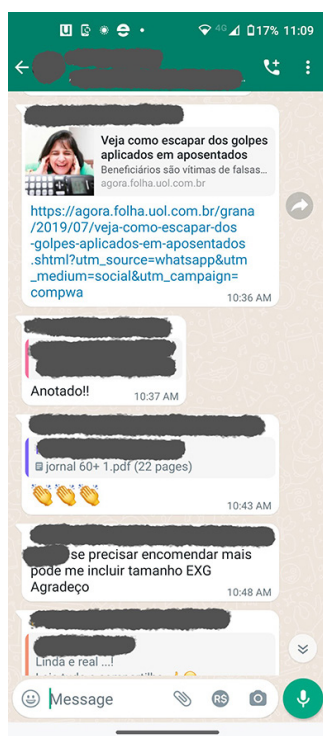 4G 17% 11:09
Veja como escapar dos golpes
aplicados em aposentados
Beneficiários são vítimas de falsas...
agora.folha.uol.com.br
https://agora.folha.uol.com.br/grana
/2019/07/veja-como-escapar-dos
-golpes-aplicados-em-aposentados
.shtml?utm_source=whatsapp&utm
_medium=social&utm_campaign=
compwa
10:36 AM
Anotado!!
10:37 AM
jornal 60+ 1.pdf (22 pages)
10:43 AM
se precisar encomendar mais
pode me incluir tamanho EXG
Agradeço
10:48 AM
Linda e real ...!
Message
R$